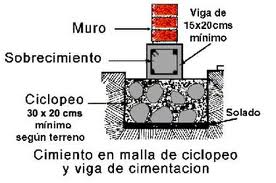 Muro
Viga de
15x20cms
mínimo
Sobrecimiento
Ciclopeo
30 x 20 cms
mínimo
según terreno
Solado
Cimiento en malla de ciclopeo
y viga de cimentacion